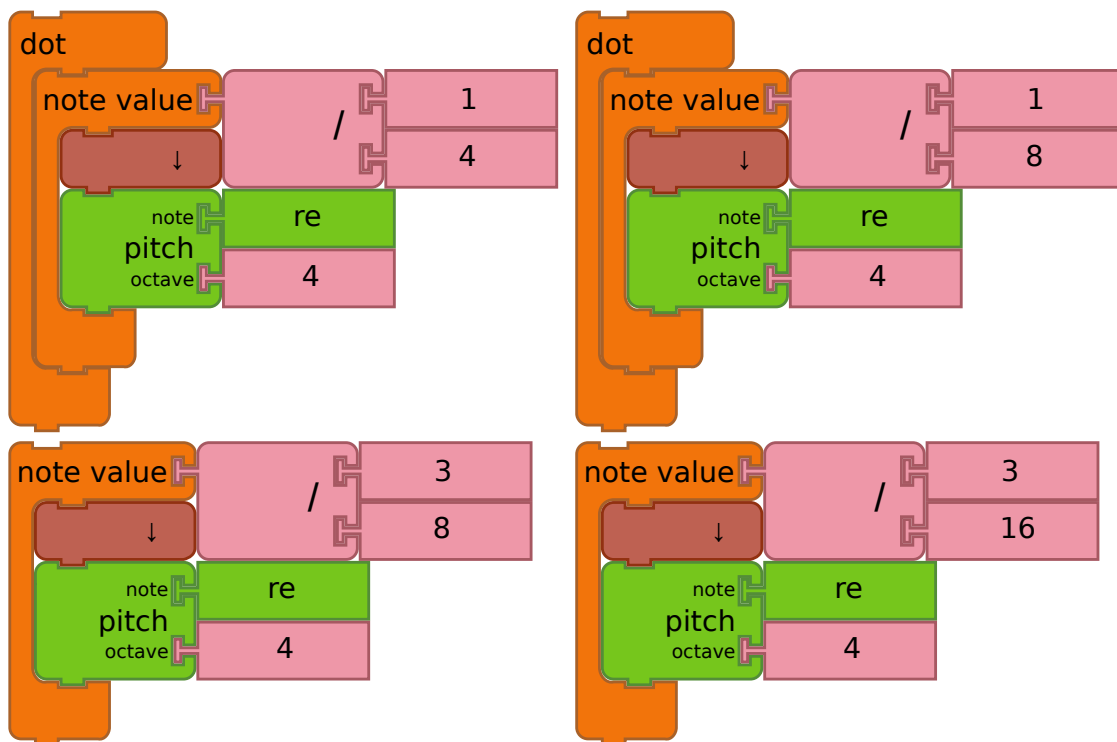 dot
note value / 1
4
↓
note re
pitch
octave 4
dot
note value / 1
8
↓
note re
pitch
octave 4
note value / 3
8
↓
note re
pitch
octave 4
note value / 3
16
↓
note re
pitch
octave 4